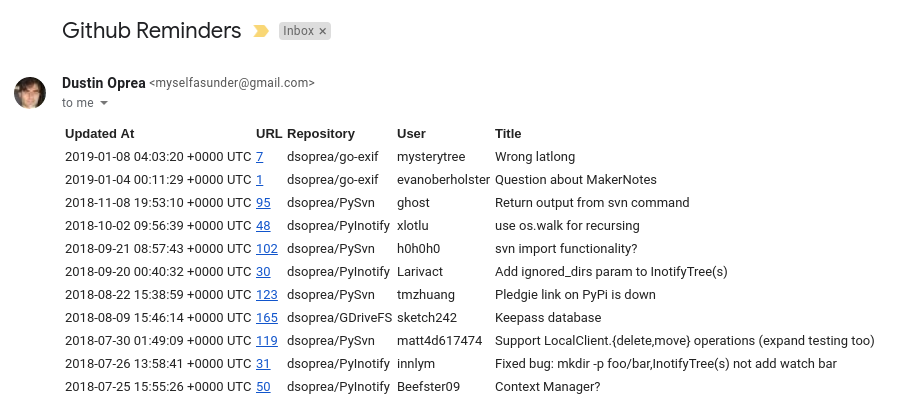 Github Reminders Inbox ×
Dustin Oprea <myselfasunder@gmail.com>
to me
Updated At URL Repository User Title
2019-01-08 04:03:20 +0000 UTC 7 dsoprea/go-exif mysterytree Wrong latlong
2019-01-04 00:11:29 +0000 UTC 1 dsoprea/go-exif evanoberholster Question about MakerNotes
2018-11-08 19:53:10 +0000 UTC 95 dsoprea/PySvn ghost Return output from svn command
2018-10-02 09:56:39 +0000 UTC 48 dsoprea/PyInotify xlotlu use os.walk for recursing
2018-09-21 08:57:43 +0000 UTC 102 dsoprea/PySvn h0h0h0 svn import functionality?
2018-09-20 00:40:32 +0000 UTC 30 dsoprea/PyInotify Larivact Add ignored_dirs param to InotifyTree(s)
2018-08-22 15:38:59 +0000 UTC 123 dsoprea/PySvn tmzhuang Pledgie link on PyPi is down
2018-08-09 15:46:14 +0000 UTC 165 dsoprea/GDriveFS sketch242 Keepass database
2018-07-30 01:49:09 +0000 UTC 119 dsoprea/PySvn matt4d617474 Support LocalClient.{delete,move} operations (expand testing too)
2018-07-26 13:58:41 +0000 UTC 31 dsoprea/PyInotify innlym Fixed bug: mkdir -p foo/bar,InotifyTree(s) not add watch bar
2018-07-25 15:55:26 +0000 UTC 50 dsoprea/PyInotify Beefster09 Context Manager?